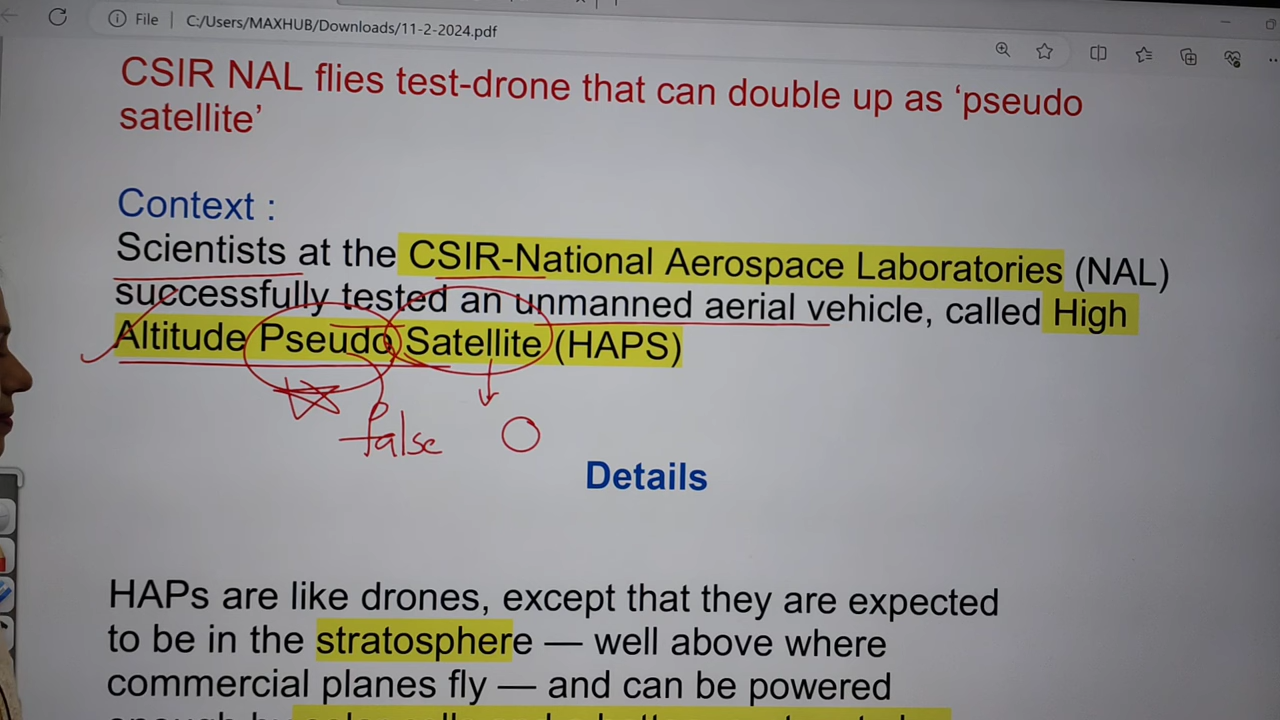 File | C:/Users/MAXHUB/Downloads/11-2-2024.pdf
CSIR NAL flies test-drone that can double up as ‘pseudo
satellite’
Context :
Scientists at the CSIR-National Aerospace Laboratories (NAL)
successfully tested an unmanned aerial vehicle, called High
Altitude Pseudo Satellite (HAPS)
false
Details
HAPs are like drones, except that they are expected
to be in the stratosphere — well above where
commercial planes fly — and can be powered